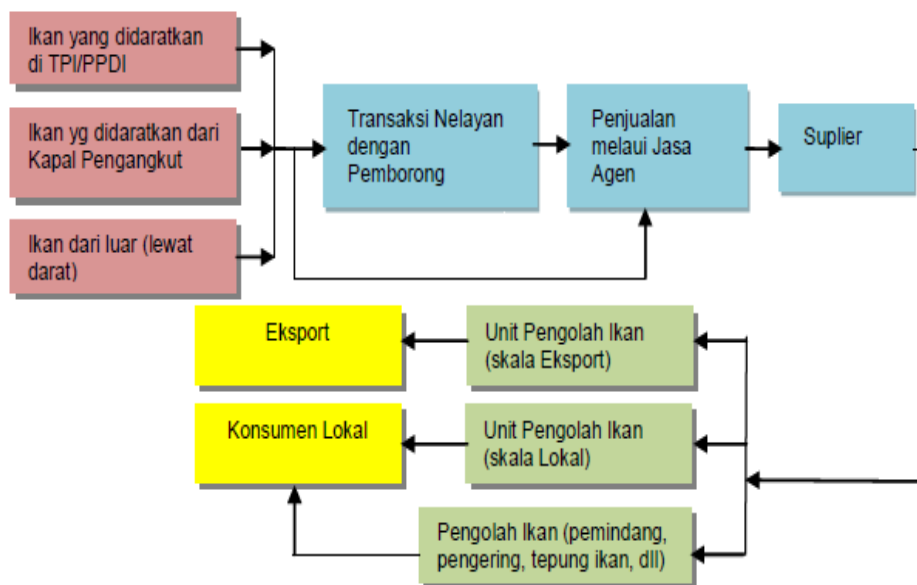 Ikan yang didaratkan
di TPI/PPDI
Ikan yg didaratkan dari
Kapal Pengangkut
Ikan dari luar (lewat
darat)
Transaksi Nelayan
dengan
Pemborong
Penjualan
melaui Jasa
Agen
Suplier
Eksport
Unit Pengolah Ikan
(skala Eksport)
Konsumen Lokal
Unit Pengolah Ikan
(skala Lokal)
Pengolah Ikan (pemindang,
pengering, tepung ikan, dll)